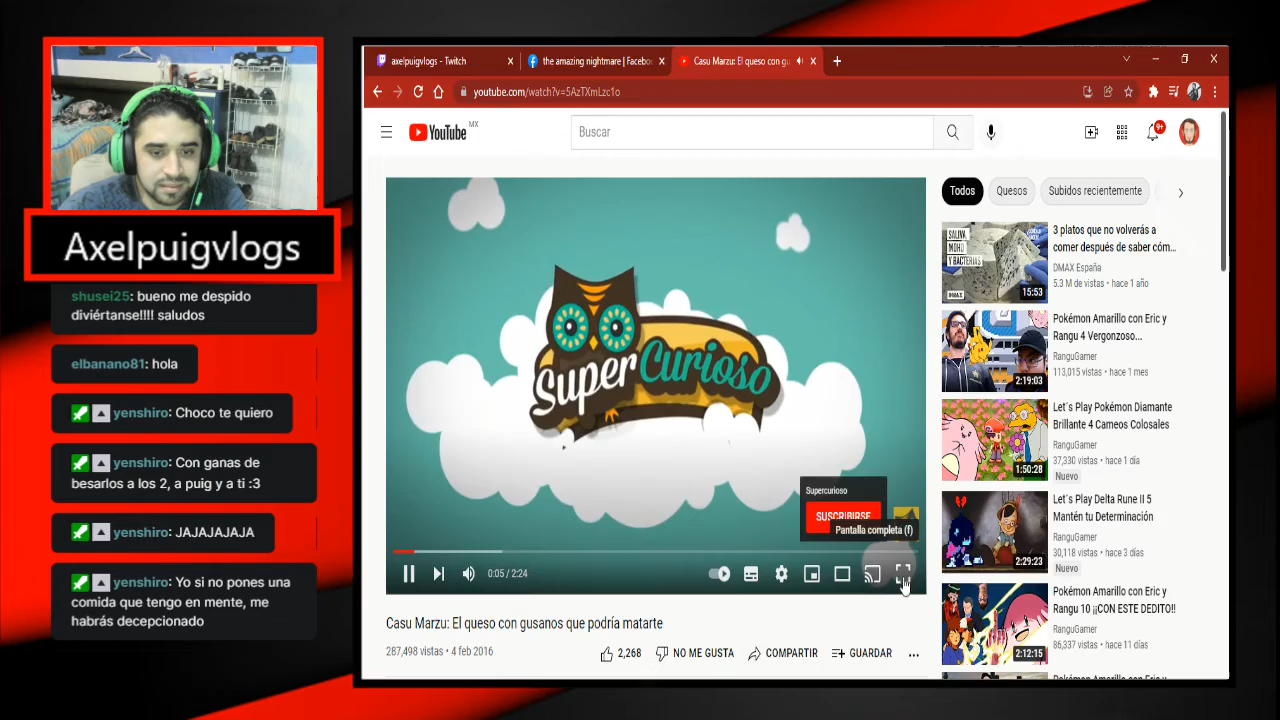 Axelpuigvlogs
shusei25: bueno me despido
diviértanse!!!! saludos
elbanano81: hola
yenshiro: Choco te quiero
yenshiro: Con ganas de
besarlos a los 2, a puig y a ti :3
yenshiro: JAJAJAJAJA
yenshiro: Yo si no pones una
comida que tengo en mente, me
habrás decepcionado
axelpuigvlogs - Twitch
the amazing nightmare | Facebo
Casu Marzu: El queso con gu
youtube.com/watch?v=5AzTXmLzc1o
YouTube MX
Buscar
9+
Super Curioso
Supercurioso
SUSCRIBIRSE
Pantalla completa (f)
0:05 / 2:24
Casu Marzu: El queso con gusanos que podría matarte
287,498 vistas • 4 feb 2016
2,268
NO ME GUSTA
COMPARTIR
GUARDAR
Todos
Quesos
Subidos recientemente
SALIVA
MOHO
Y BACTERIAS
DMAX
15:53
3 platos que no volverás a
comer después de saber cóm...
DMAX España
5.3 M de vistas • hace 1 año
2:19:03
Pokémon Amarillo con Eric y
Rangu 4 Vergonzoso...
RanguGamer
113,015 vistas • hace 1 mes
1:50:28
Let´s Play Pokémon Diamante
Brillante 4 Cameos Colosales
RanguGamer
37,330 vistas • hace 1 día
Nuevo
2:29:23
Let´s Play Delta Rune II 5
Mantén tu Determinación
RanguGamer
30,118 vistas • hace 3 días
Nuevo
2:12:15
Pokémon Amarillo con Eric y
Rangu 10 ¡¡CON ESTE DEDITO!!
RanguGamer
86,337 vistas • hace 11 días